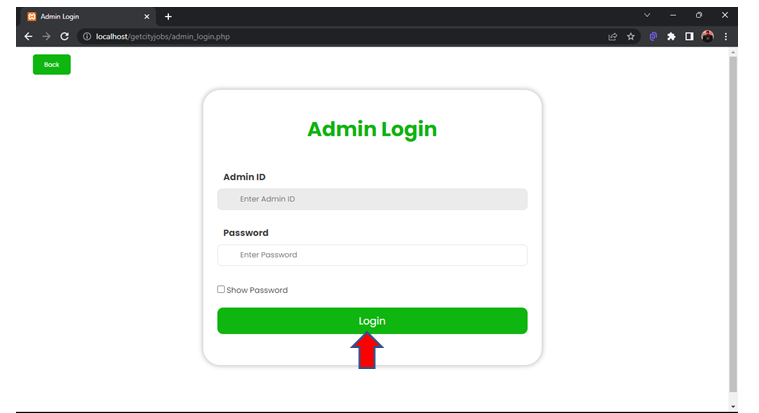 Admin Login
localhost/getcityjobs/admin_login.php
Back
Admin Login
Admin ID
Enter Admin ID
Password
Enter Password
Show Password
Login